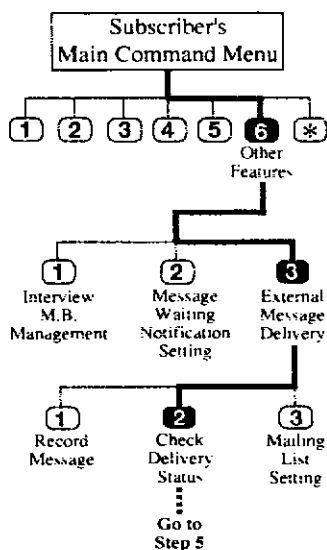 Subscriber's
Main Command Menu
1 2 3 4 5 6 *
Other
Features
1 2 3
Interview
M.B.
Management
Message
Waiting
Notification
Setting
External
Message
Delivery
1 2 3
Record
Message
Check
Delivery
Status
Mailing
List
Setting
Go to
Step 5